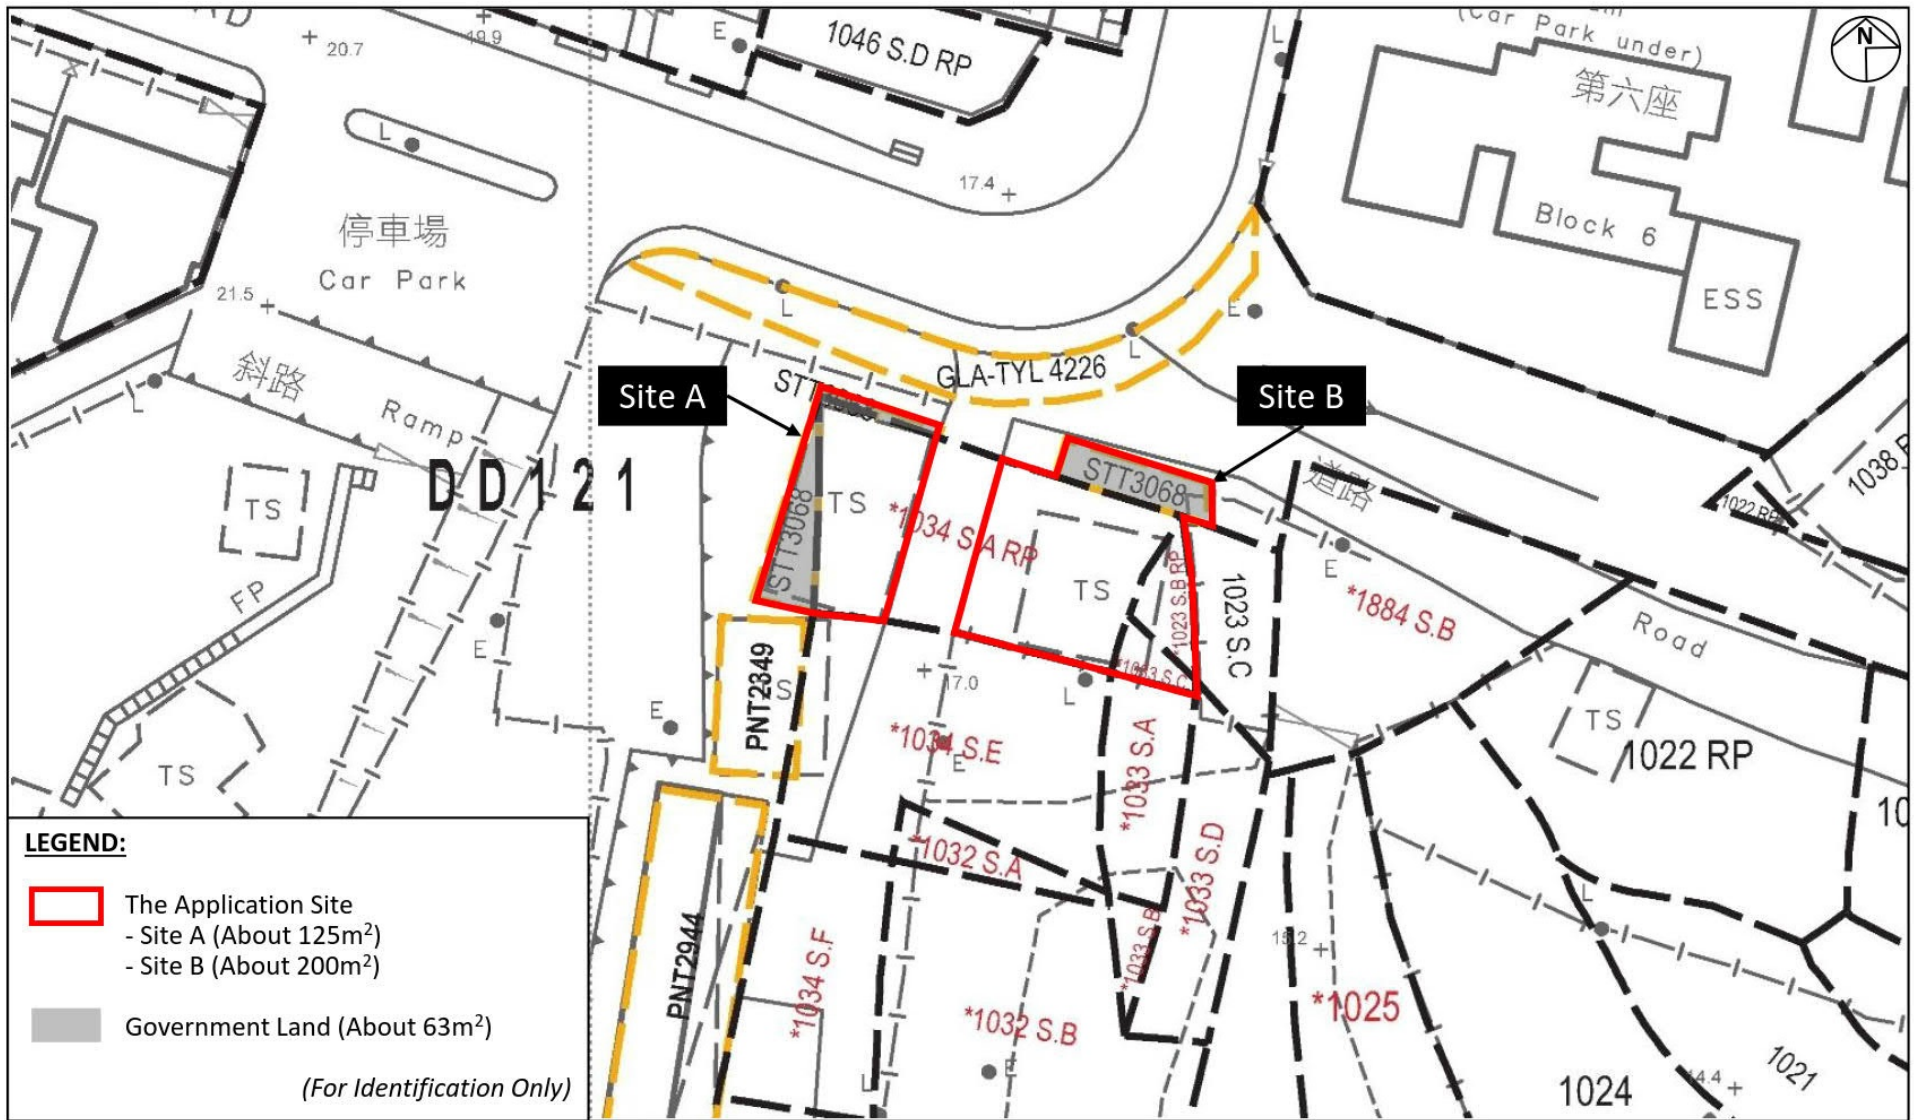 E
1046 S.D RP
L
(Car Park under)
N
20.7
19.9
第六座
L
17.4
停車場
Car Park
Block 6
21.5
ESS
L
E
L
斜路
GLA-TYL 4226
L
Ramp
Site A
Site B
DD121
TS
TS
STT3068
STT3068
道路
1038
1022 RP
*1034 S.A RP
E
FP
TS
*1023 S.B RP
1023 S.C
*1884 S.B
Road
E
PNT2349
S
17.0
L
*1033 S.C
E
*1034 S.E
E
*1033 S.A
TS
1022 RP
TS
10
*1032 S.A
*1033 S.D
L
PNT2944
*1034 S.F
*1033 S.B
15.2
*1032 S.B
*1025
E
L
1024
14.4
1021
LEGEND:
The Application Site
- Site A (About 125m²)
- Site B (About 200m²)
Government Land (About 63m²)
(For Identification Only)